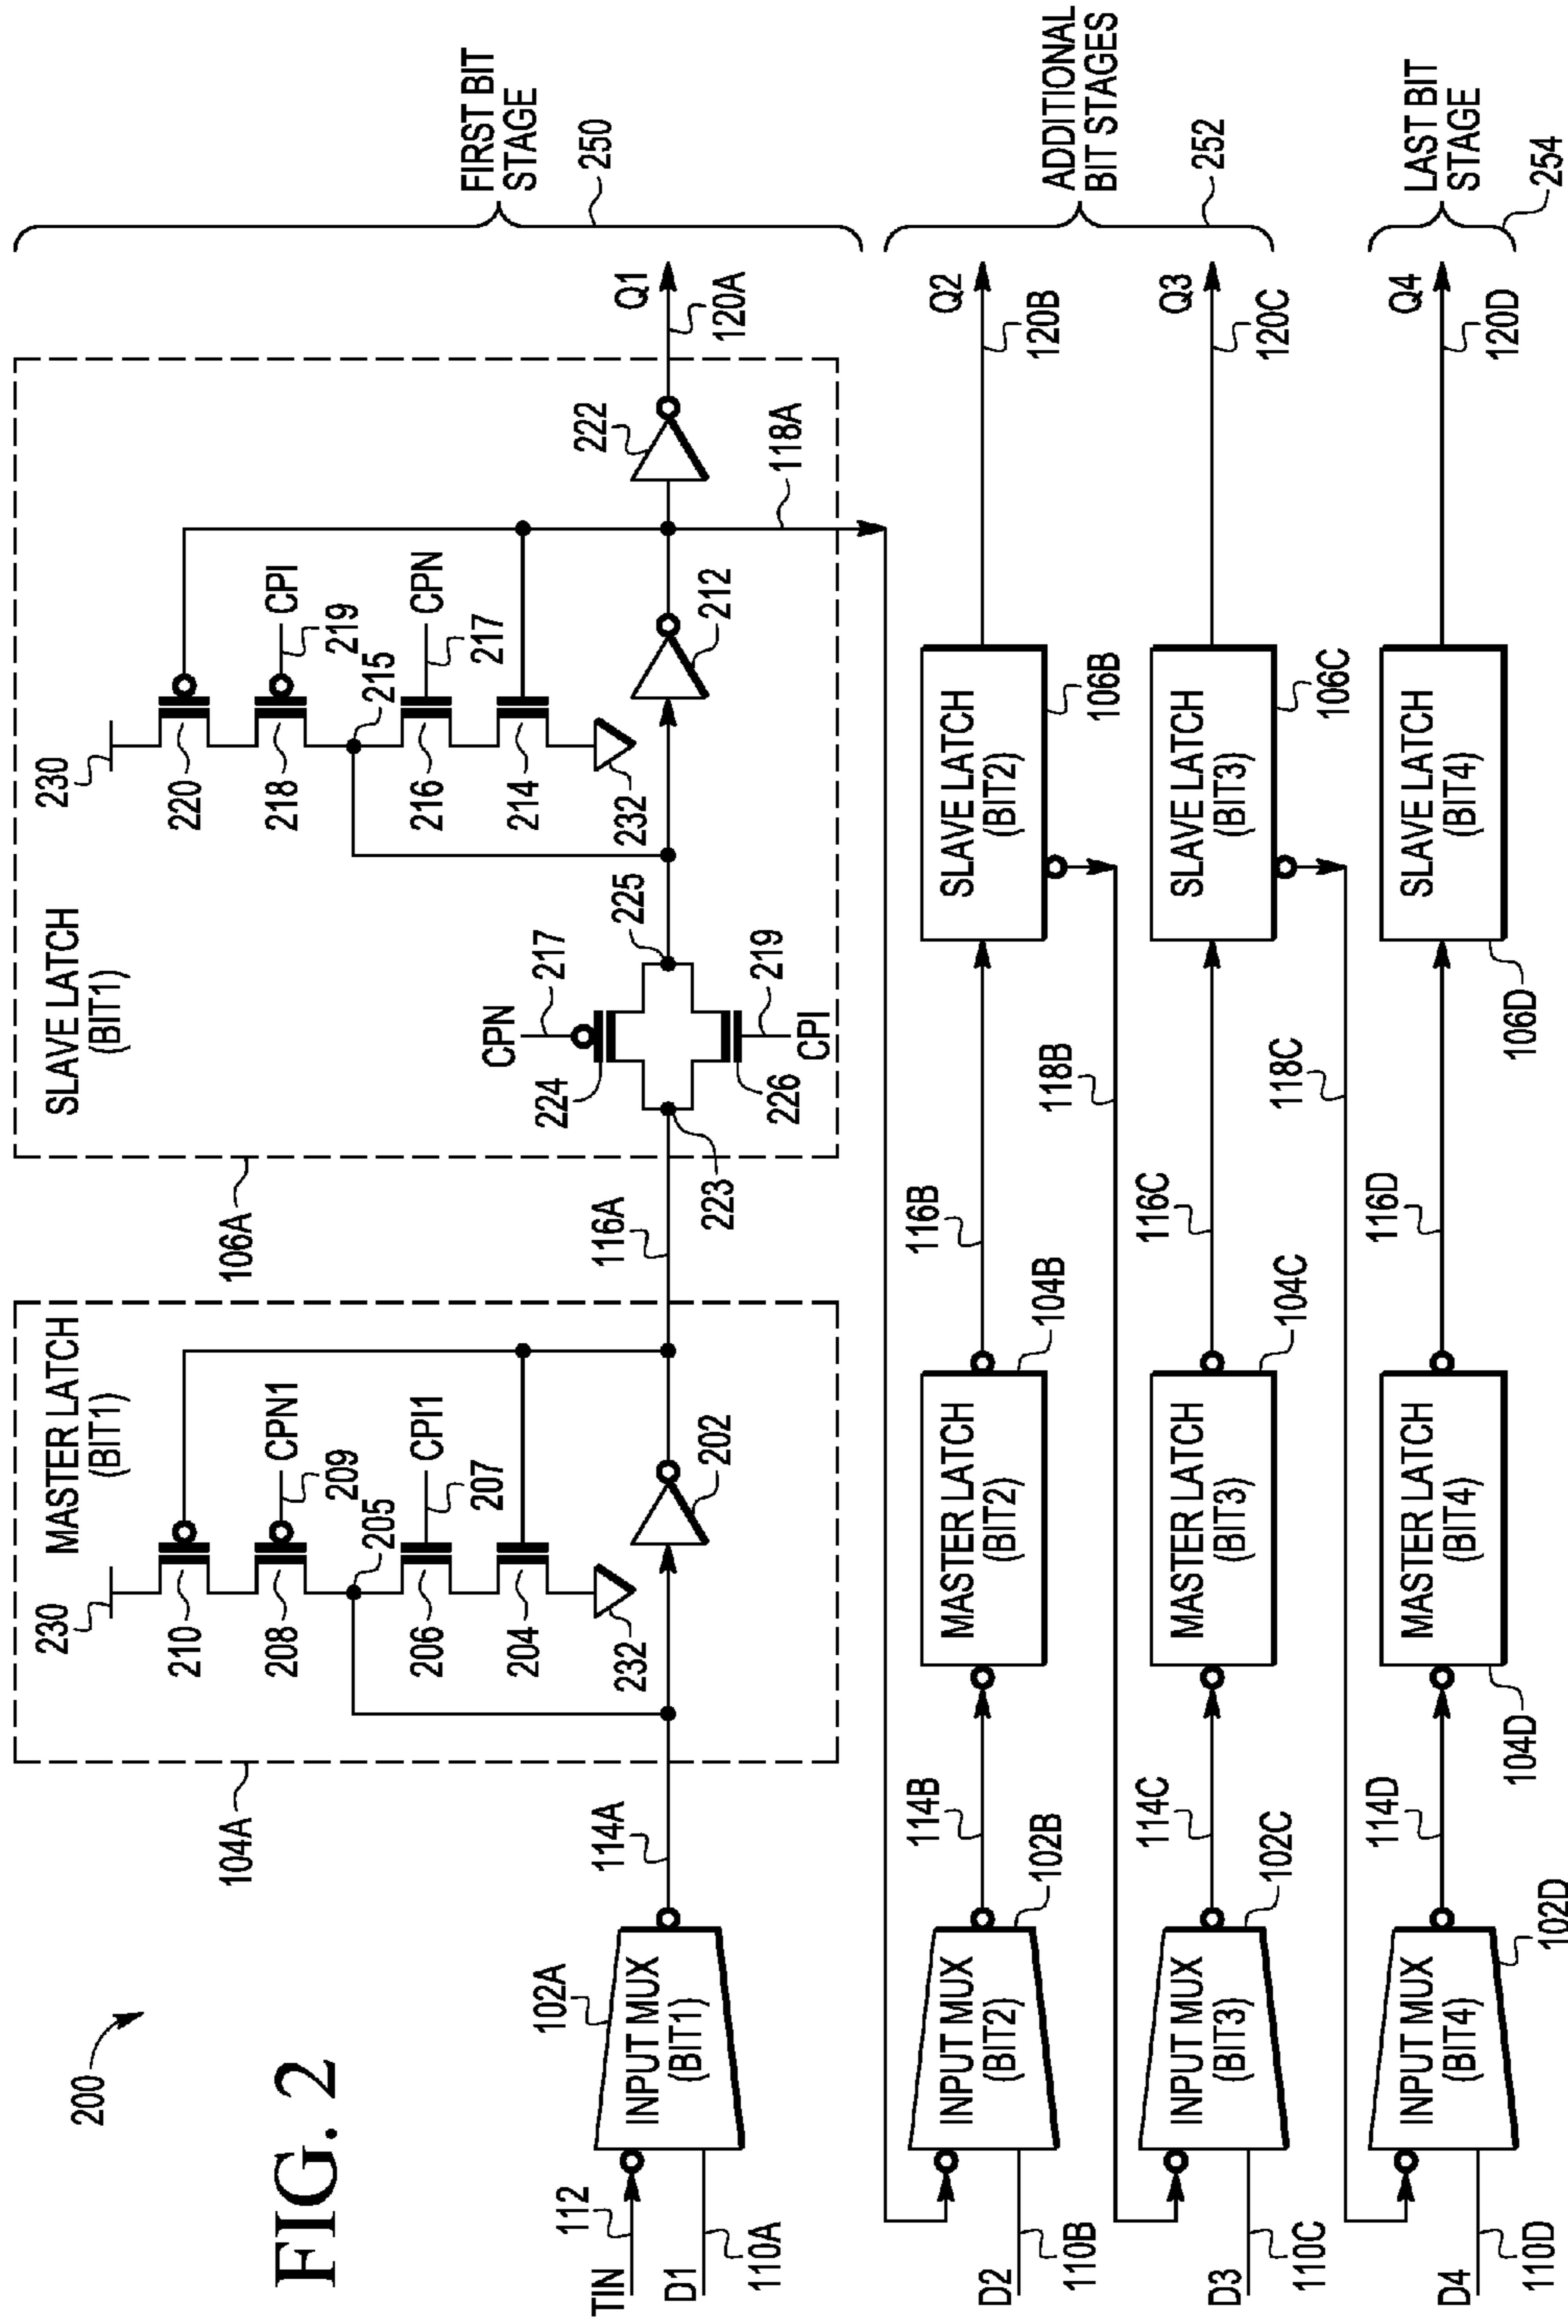 FIG. 2
200
TIN
112
D1
110A
102A
INPUT MUX
(BIT1)
114A
104A
MASTER LATCH
(BIT1)
230
210
208
CPN1
209
205
206
CPI1
207
204
232
202
116A
106A
SLAVE LATCH
(BIT1)
223
CPN
217
224
226
219
CPI
225
230
220
218
CPI
219
215
216
CPN
217
214
232
212
222
118A
Q1
120A
FIRST BIT
STAGE
250
D2
110B
INPUT MUX
(BIT2)
102B
114B
MASTER LATCH
(BIT2)
104B
116B
SLAVE LATCH
(BIT2)
106B
118B
Q2
120B
ADDITIONAL
BIT STAGES
252
D3
110C
INPUT MUX
(BIT3)
102C
114C
MASTER LATCH
(BIT3)
104C
116C
SLAVE LATCH
(BIT3)
106C
118C
Q3
120C
D4
110D
INPUT MUX
(BIT4)
102D
114D
MASTER LATCH
(BIT4)
104D
116D
SLAVE LATCH
(BIT4)
106D
Q4
120D
LAST BIT
STAGE
254